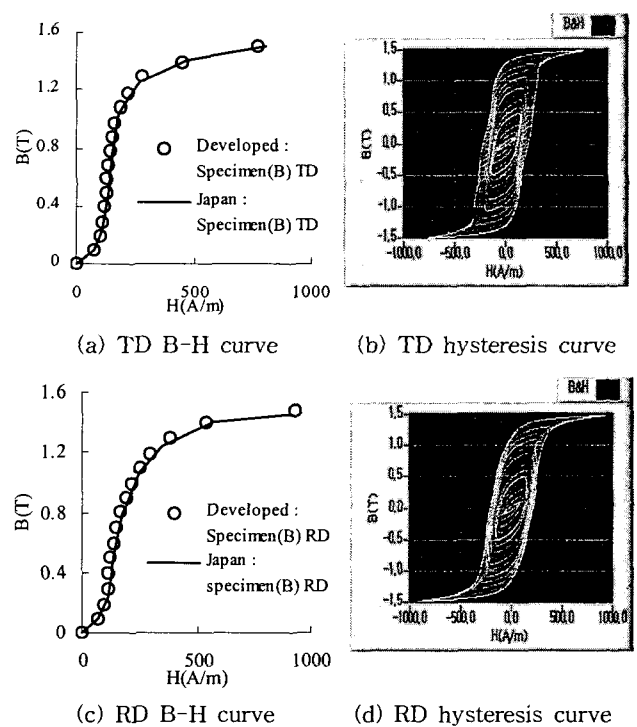 1.6
1.2
0.8
0.4
0
B(T)
Developed :
Specimen(B) TD
Japan :
Specimen(B) TD
0
500
1000
H(A/m)
(a) TD B-H curve
B&H
1.5
1.0
0.5
0.0
-0.5
-1.0
-1.5
B(T)
-1000.0
-500.0
0.0
500.0
1000.0
H(A/m)
(b) TD hysteresis curve
1.6
1.2
0.8
0.4
0
B(T)
Developed :
Specimen(B) RD
Japan :
specimen(B) RD
0
500
1000
H(A/m)
(c) RD B-H curve
B&H
1.5
1.0
0.5
0.0
-0.5
-1.0
-1.5
B(T)
-1000.0
-500.0
0.0
500.0
1000.0
H(A/m)
(d) RD hysteresis curve